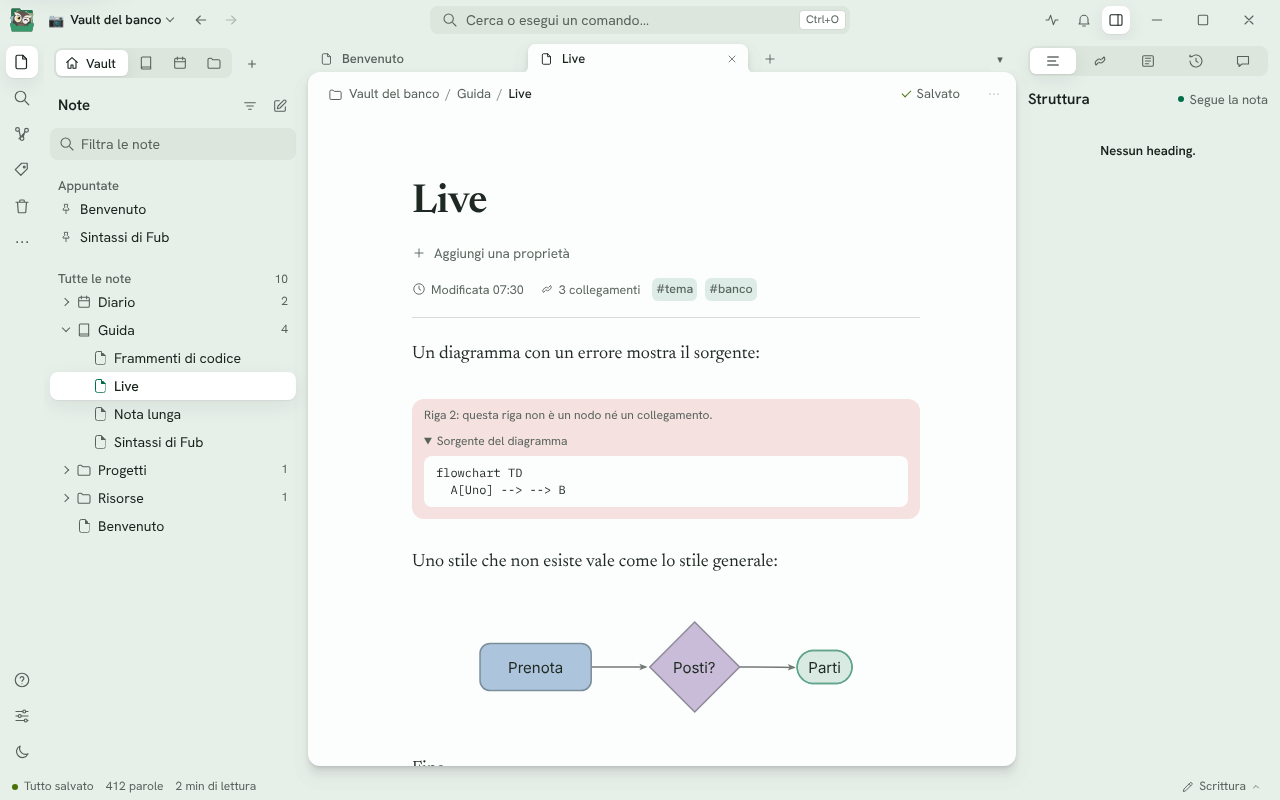 Vault del banco
Cerca o esegui un comando...
Ctrl+O
Vault
Benvenuto
Live
Note
Filtra le note
Appuntate
Benvenuto
Sintassi di Fub
Tutte le note 10
Diario 2
Guida 4
Frammenti di codice
Live
Nota lunga
Sintassi di Fub
Progetti 1
Risorse 1
Benvenuto
Vault del banco / Guida / Live
Salvato
Live
Aggiungi una proprietà
Modificata 07:30 3 collegamenti #tema #banco
Un diagramma con un errore mostra il sorgente:
Riga 2: questa riga non è un nodo né un collegamento.
Sorgente del diagramma
flowchart TD
A[Uno] --> --> B
Uno stile che non esiste vale come lo stile generale:
Prenota Posti? Parti
Fine
Struttura
Segue la nota
Nessun heading.
Tutto salvato 412 parole 2 min di lettura
Scrittura